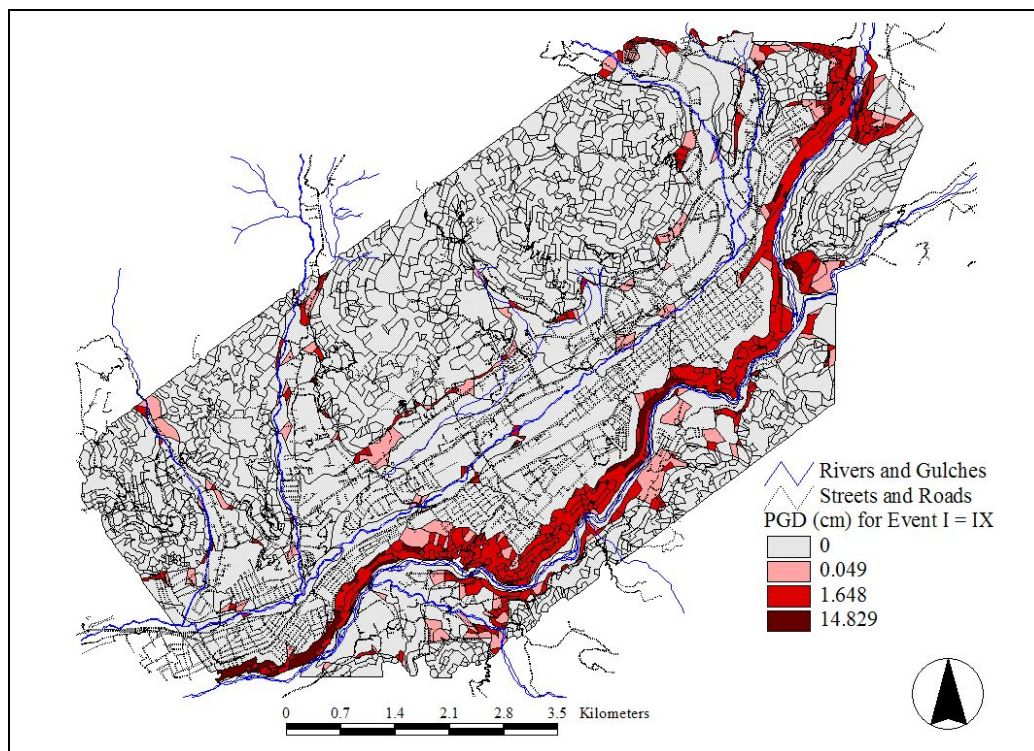 Rivers and Gulches
Streets and Roads
PGD (cm) for Event I = IX
0
0.049
1.648
14.829
0 0.7 1.4 2.1 2.8 3.5 Kilometers